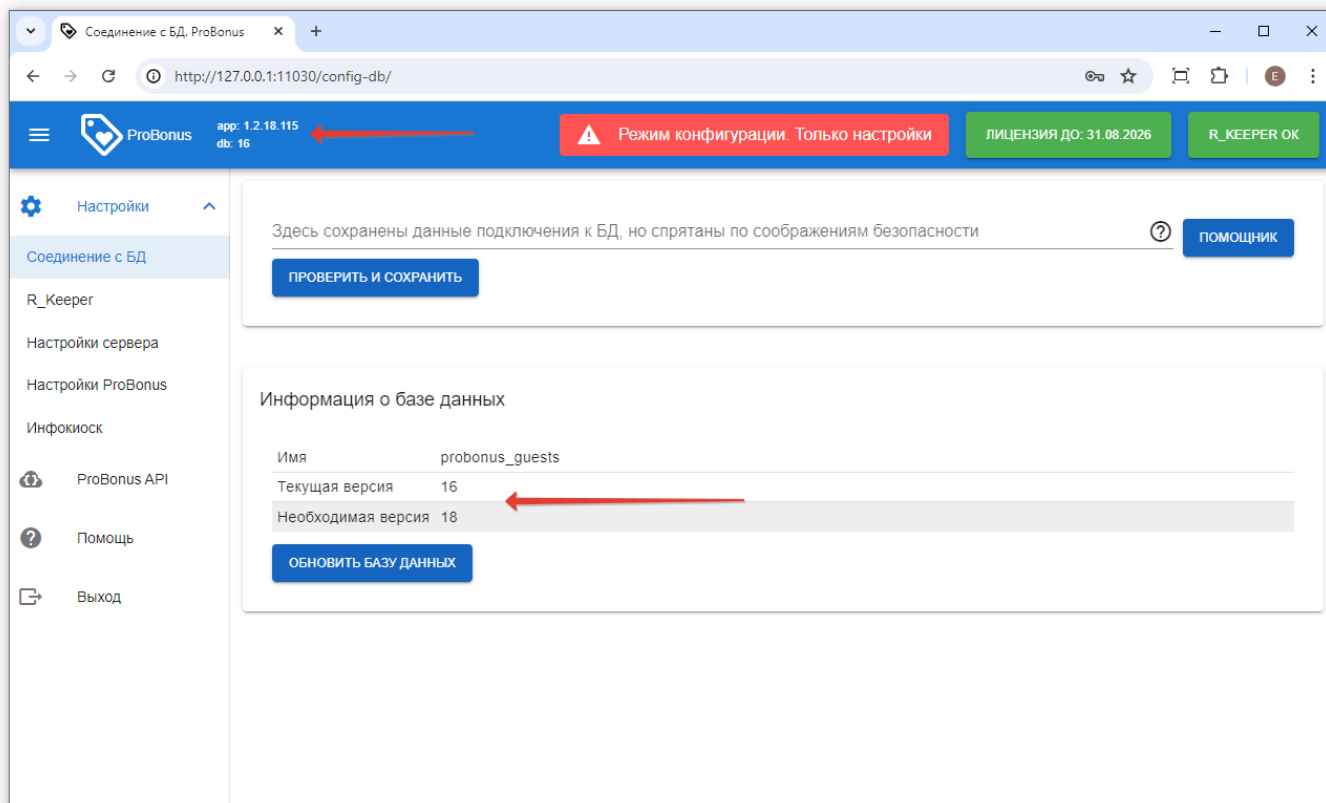 Соединение с БД. ProBonus
http://127.0.0.1:11030/config-db/
E
ProBonus
app: 1.2.18.115
db: 16
Режим конфигурации. Только настройки
ЛИЦЕНЗИЯ ДО: 31.08.2026
R_KEEPER OK
Настройки
Соединение с БД
R_Keeper
Настройки сервера
Настройки ProBonus
Инфокиоск
ProBonus API
Помощь
Выход
Здесь сохранены данные подключения к БД, но спрятаны по соображениям безопасности
ПОМОЩНИК
ПРОВЕРИТЬ И СОХРАНИТЬ
Информация о базе данных
Имя probonus_guests
Текущая версия 16
Необходимая версия 18
ОБНОВИТЬ БАЗУ ДАННЫХ